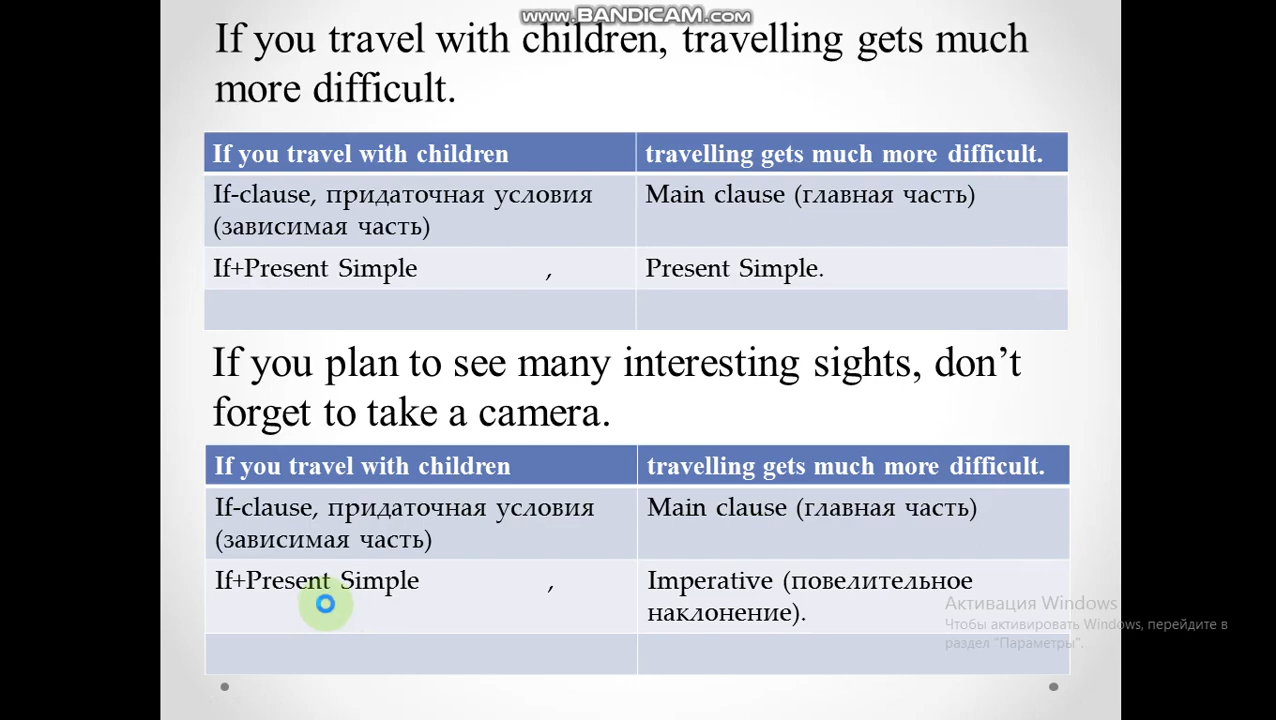 www.BANDICAM.com
If you travel with children, travelling gets much
more difficult.
If you travel with children
travelling gets much more difficult.
If-clause, придаточная условия
(зависимая часть)
Main clause (главная часть)
If+Present Simple ,
Present Simple.
If you plan to see many interesting sights, don’t
forget to take a camera.
If you travel with children
travelling gets much more difficult.
If-clause, придаточная условия
(зависимая часть)
Main clause (главная часть)
If+Present Simple ,
Imperative (повелительное
наклонение).
Активация Windows
Чтобы активировать Windows, перейдите в
раздел "Параметры".